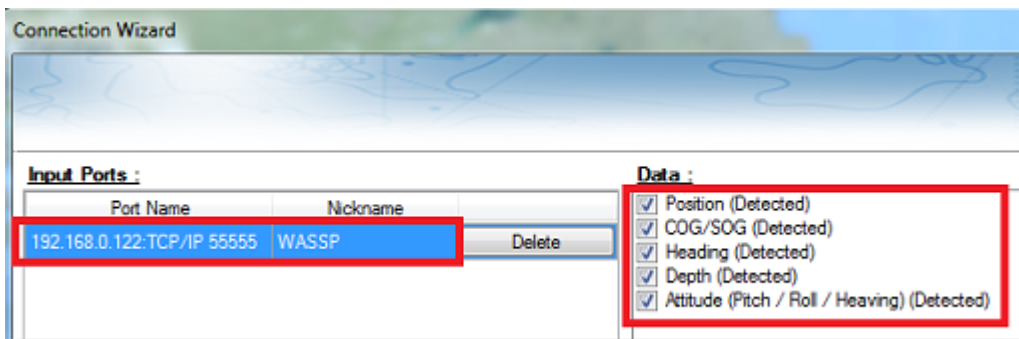 Connection Wizard
Input Ports :
Port Name Nickname
192.168.0.122:TCP/IP 55555 WASSP Delete
Data :
Position (Detected)
COG/SOG (Detected)
Heading (Detected)
Depth (Detected)
Attitude (Pitch / Roll / Heaving) (Detected)